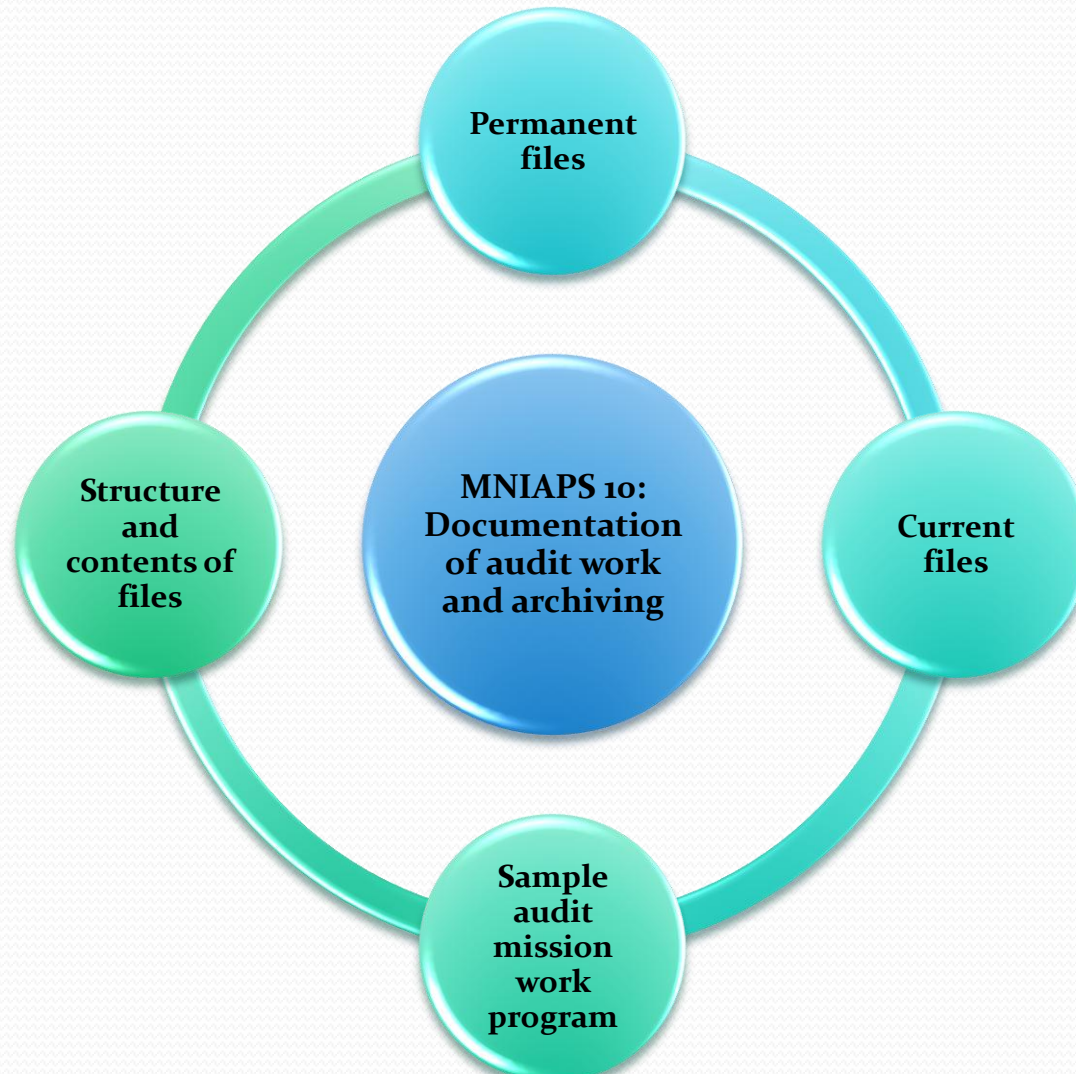 Permanent
files
Structure
and
contents of
files
MNIAPS 10:
Documentation
of audit work
and archiving
Current
files
Sample
audit
mission
work
program